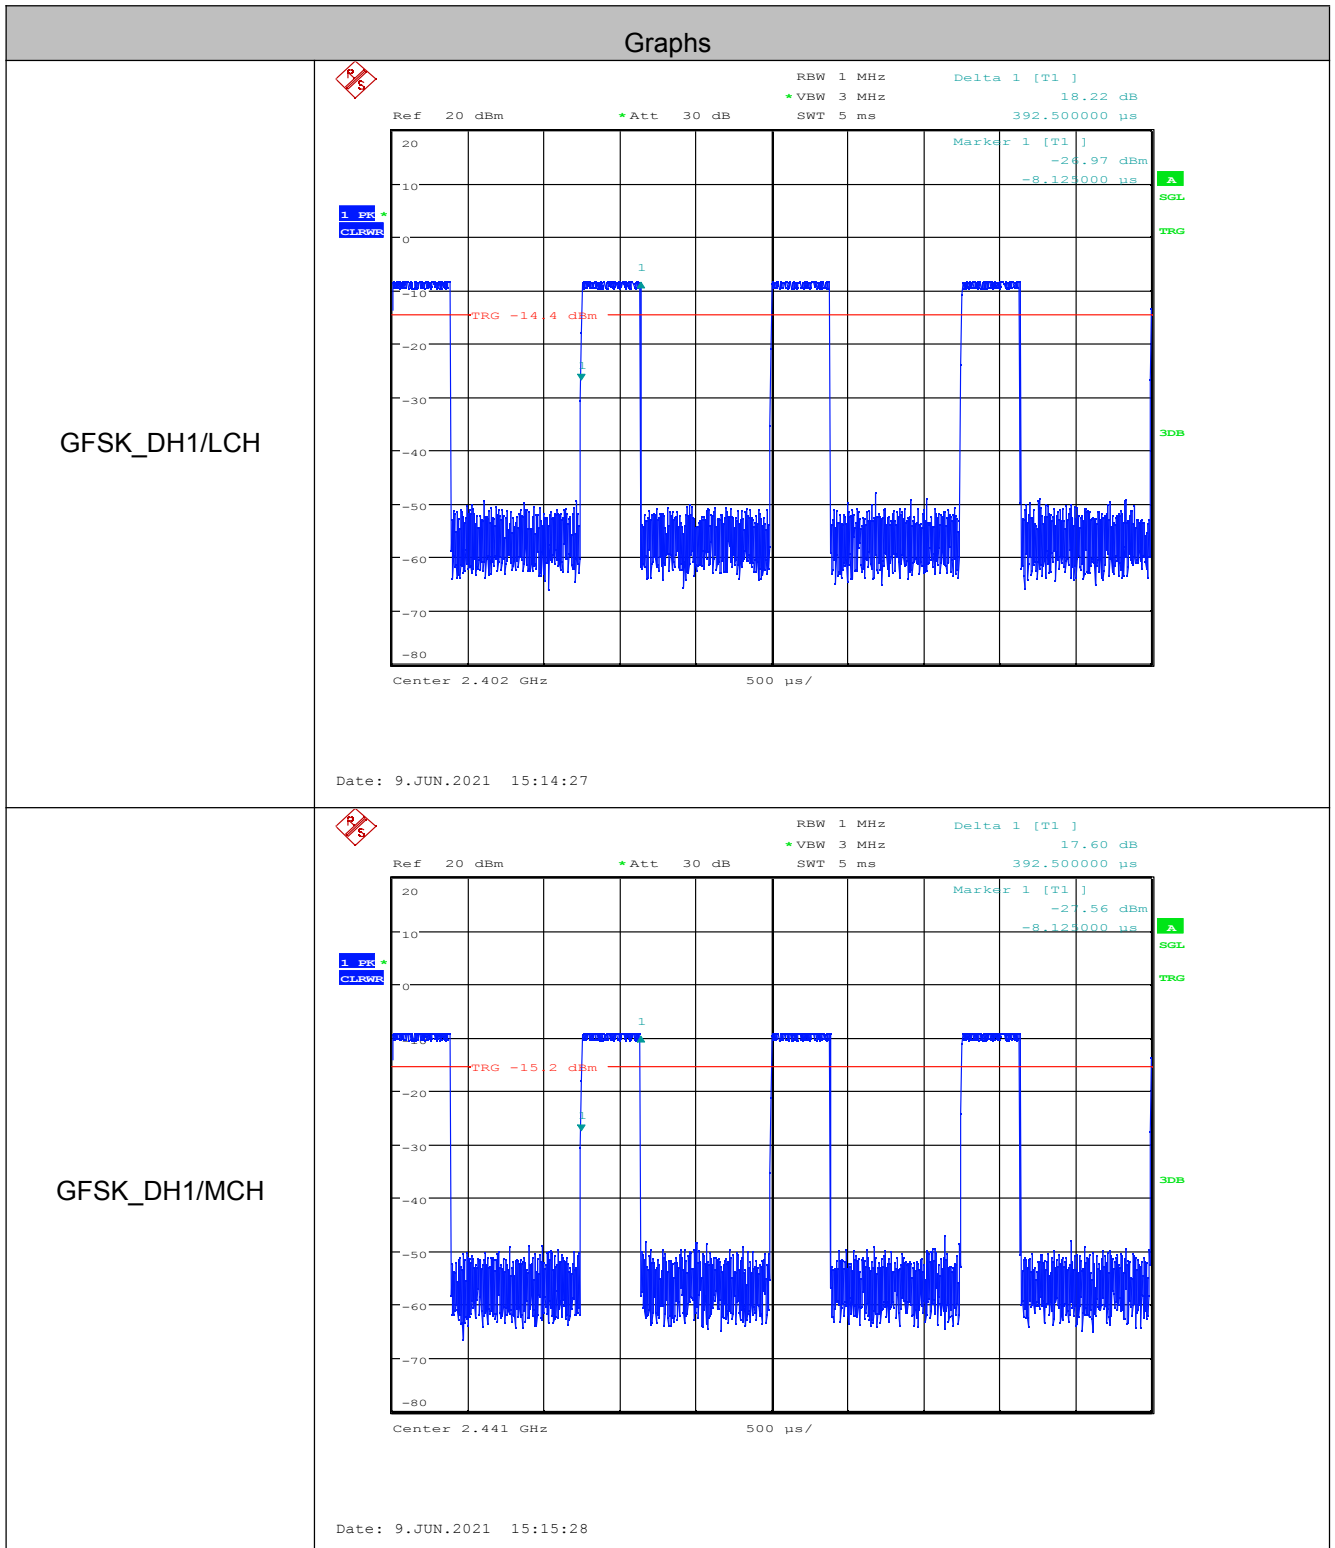 Graphs
GFSK_DH1/LCH
R S
RBW 1 MHz Delta 1 [T1 ]
*VBW 3 MHz 18.22 dB
Ref 20 dBm *Att 30 dB SWT 5 ms 392.500000 µs
20 Marker 1 [T1 ]
-26.97 dBm
10 -8.125000 µs A
SGL
1 PK *
CLRWR TRG
0
1
-10
TRG -14.4 dBm
-20
1
-30
3DB
-40
-50
-60
-70
-80
Center 2.402 GHz 500 µs/
Date: 9.JUN.2021 15:14:27
GFSK_DH1/MCH
R S
RBW 1 MHz Delta 1 [T1 ]
*VBW 3 MHz 17.60 dB
Ref 20 dBm *Att 30 dB SWT 5 ms 392.500000 µs
20 Marker 1 [T1 ]
-27.56 dBm
10 -8.125000 µs A
SGL
1 PK *
CLRWR TRG
0
1
-10
TRG -15.2 dBm
-20
1
-30
3DB
-40
-50
-60
-70
-80
Center 2.441 GHz 500 µs/
Date: 9.JUN.2021 15:15:28